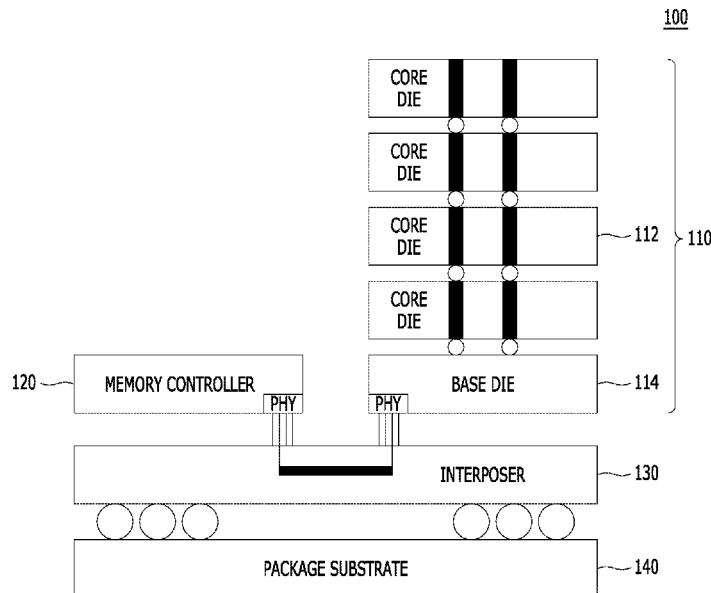 100
CORE
DIE
CORE
DIE
CORE
DIE
112
110
CORE
DIE
120
MEMORY CONTROLLER
PHY
PHY
BASE DIE
114
INTERPOSER
130
PACKAGE SUBSTRATE
140